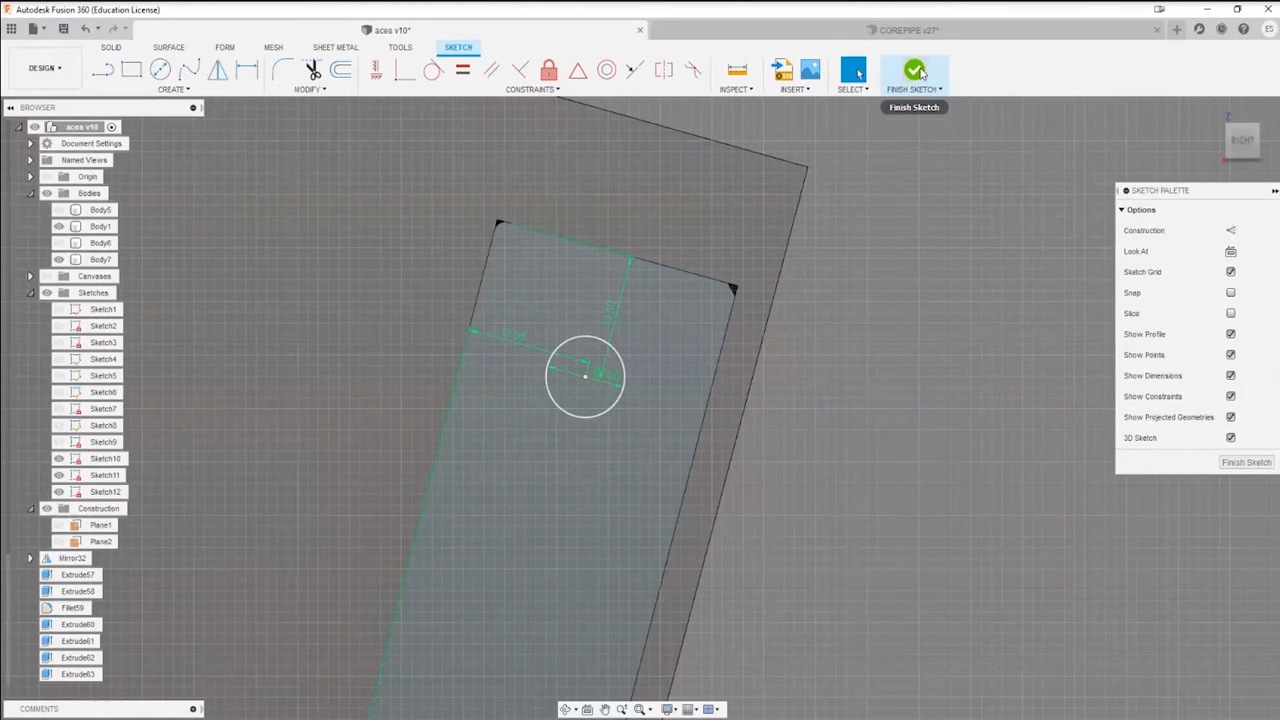 Autodesk Fusion 360 (Education License)
aces v10*
COREPIPE v27*
ES
DESIGN
SOLID
SURFACE
FORM
MESH
SHEET METAL
TOOLS
SKETCH
CREATE
MODIFY
CONSTRAINTS
INSPECT
INSERT
SELECT
FINISH SKETCH
Finish Sketch
BROWSER
aces v10
Document Settings
Named Views
Origin
Bodies
Body5
Body1
Body6
Body7
Canvases
Sketches
Sketch1
Sketch2
Sketch3
Sketch4
Sketch5
Sketch6
Sketch7
Sketch8
Sketch9
Sketch10
Sketch11
Sketch12
Construction
Plane1
Plane2
Mirror32
Extrude57
Extrude58
Fillet59
Extrude60
Extrude61
Extrude62
Extrude63
COMMENTS
Z
RIGHT
SKETCH PALETTE
Options
Construction
Look At
Sketch Grid
Snap
Slice
Show Profile
Show Points
Show Dimensions
Show Constraints
Show Projected Geometries
3D Sketch
Finish Sketch